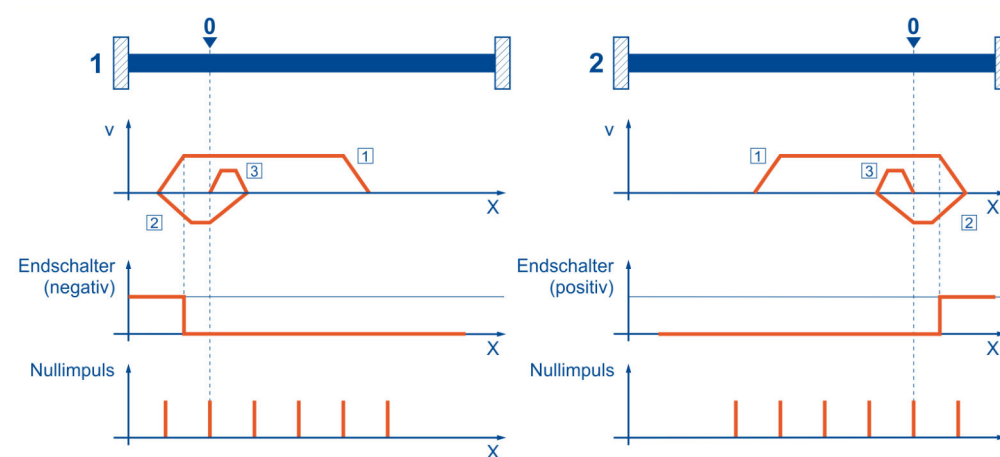 0
1
v
1
3
2
X
Endschalter
(negativ)
X
Nullimpuls
X
0
2
v
1
3
2
X
Endschalter
(positiv)
X
Nullimpuls
X